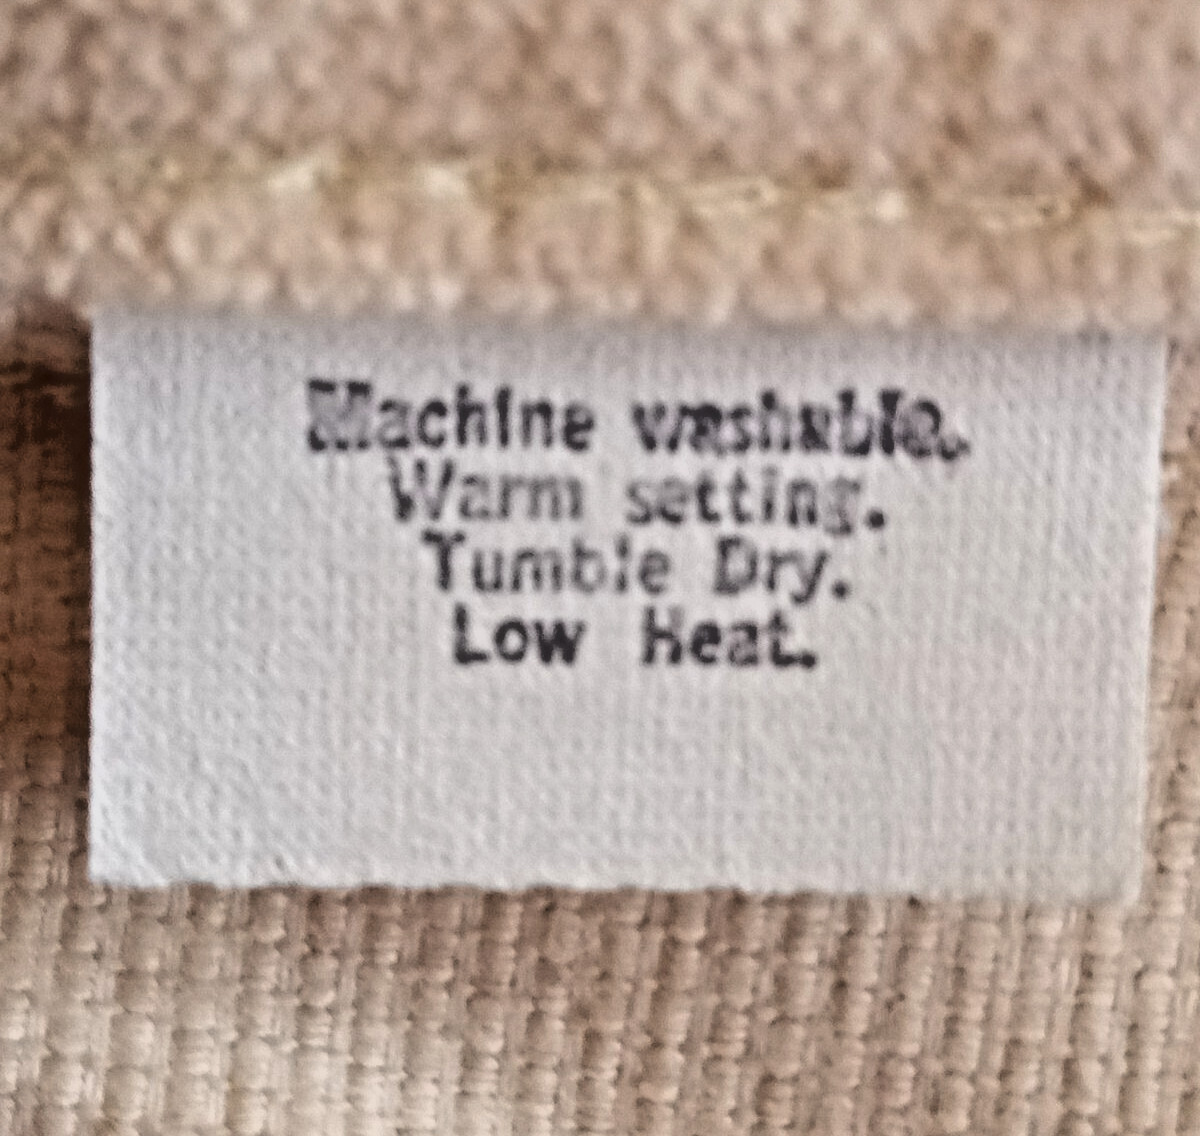 Machine washable.
Warm setting.
Tumble Dry.
Low Heat.